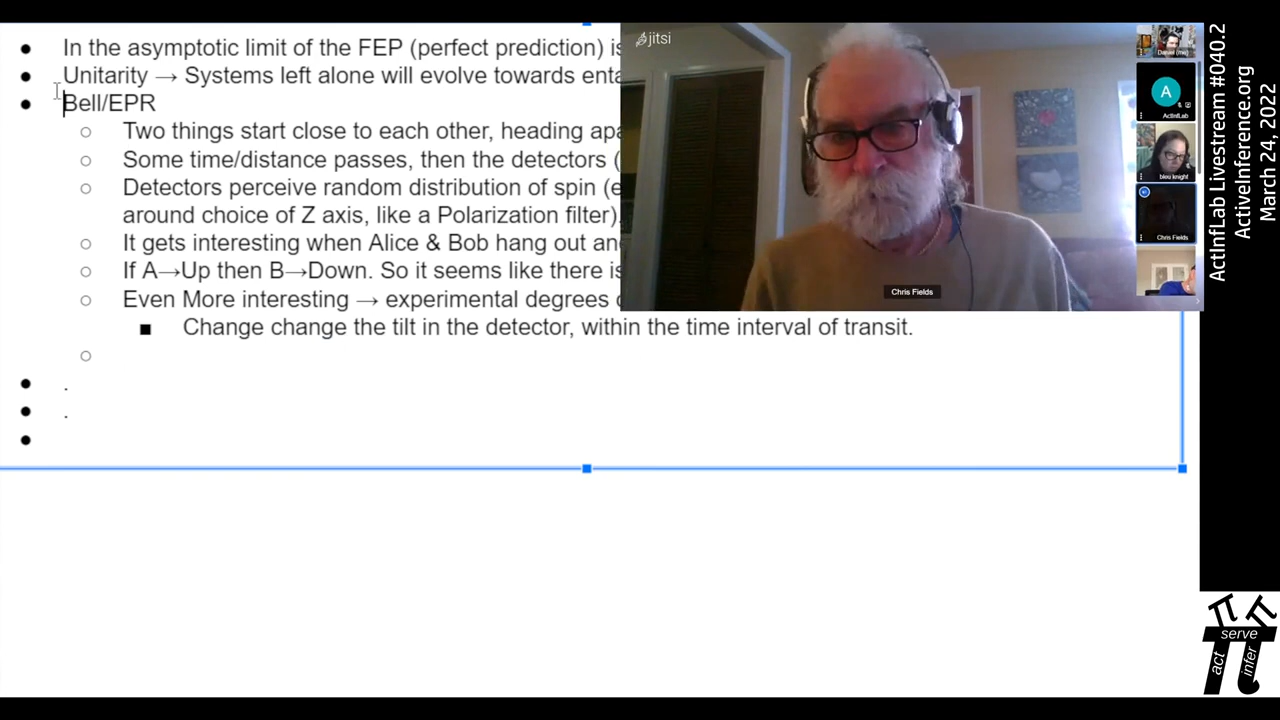 In the asymptotic limit of the FEP (perfect prediction) is
Unitarity → Systems left alone will evolve towards enta
Bell/EPR
Two things start close to each other, heading apa
Some time/distance passes, then the detectors (
Detectors perceive random distribution of spin (e
around choice of Z axis, like a Polarization filter).
It gets interesting when Alice & Bob hang out an
If A→Up then B→Down. So it seems like there is
Even More interesting → experimental degrees
Change change the tilt in the detector, within the time interval of transit.
.
.
jitsi
Chris Fields
Daniel (me)
A
ActInfLab
bleu knight
Chris Fields
ActInfLab Livestream #040.2
ActiveInference.org
March 24, 2022
act
serve
infer